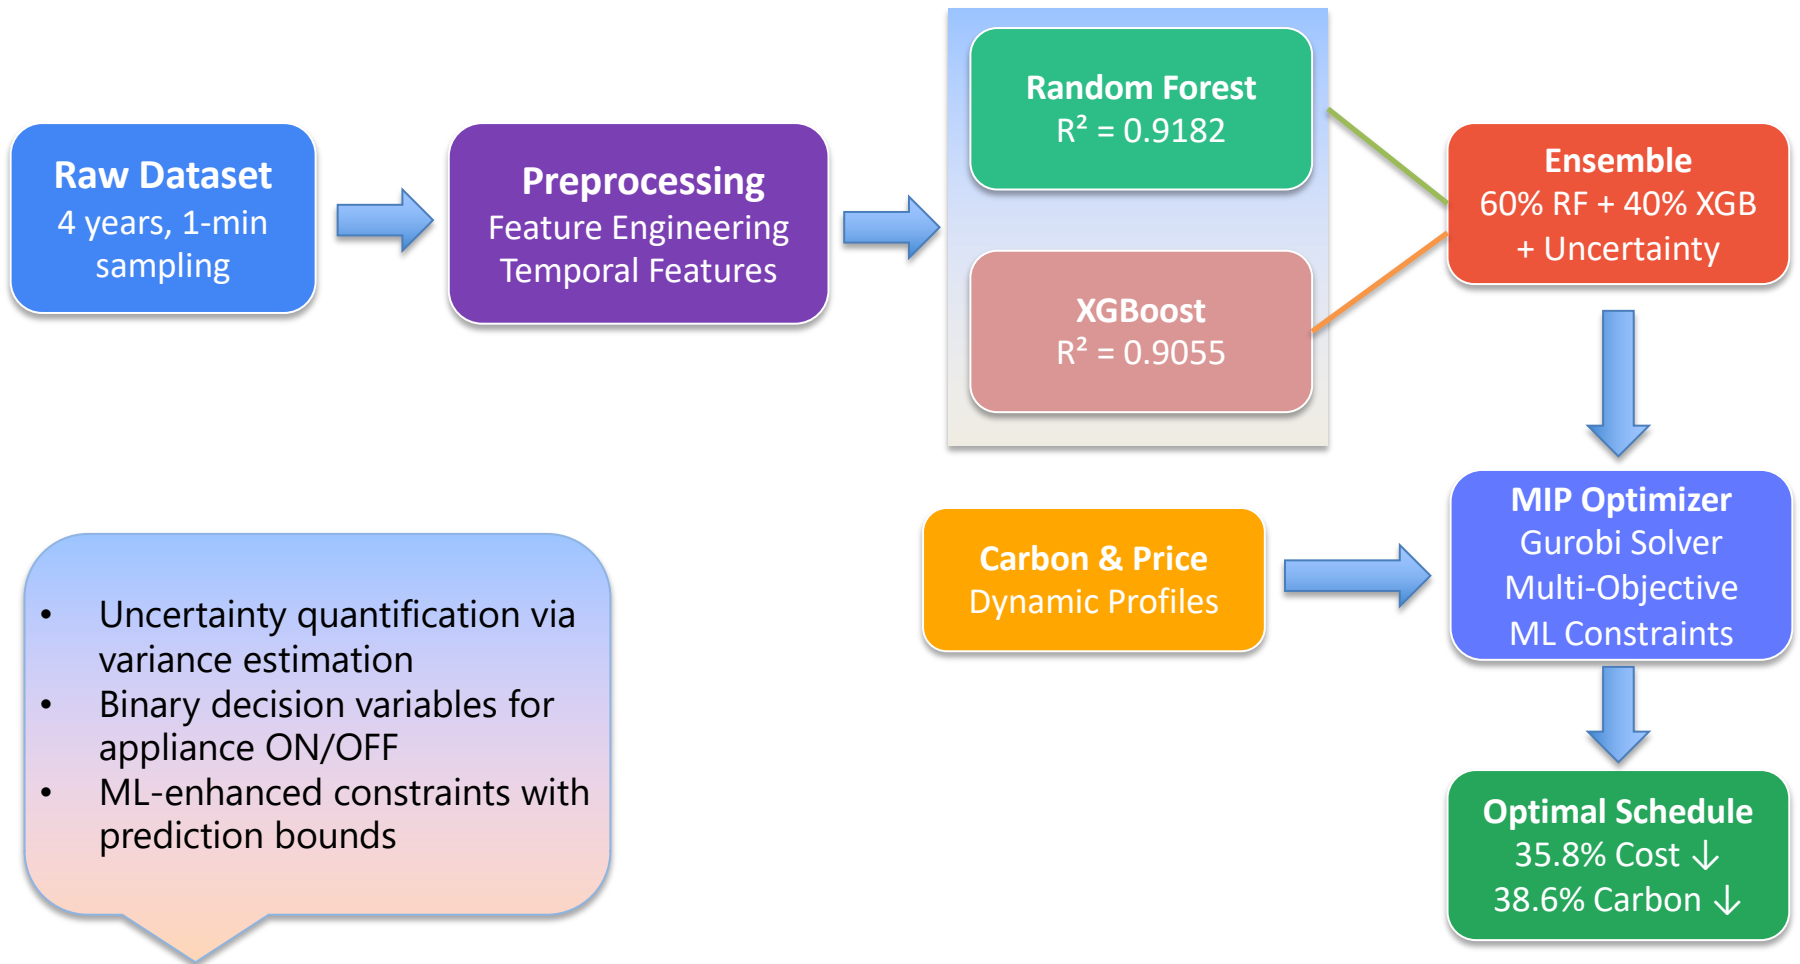 Raw Dataset
4 years, 1-min
sampling
Preprocessing
Feature Engineering
Temporal Features
Random Forest
R² = 0.9182
XGBoost
R² = 0.9055
Ensemble
60% RF + 40% XGB
+ Uncertainty
Carbon & Price
Dynamic Profiles
MIP Optimizer
Gurobi Solver
Multi-Objective
ML Constraints
Optimal Schedule
35.8% Cost ↓
38.6% Carbon ↓
• Uncertainty quantification via
variance estimation
• Binary decision variables for
appliance ON/OFF
• ML-enhanced constraints with
prediction bounds